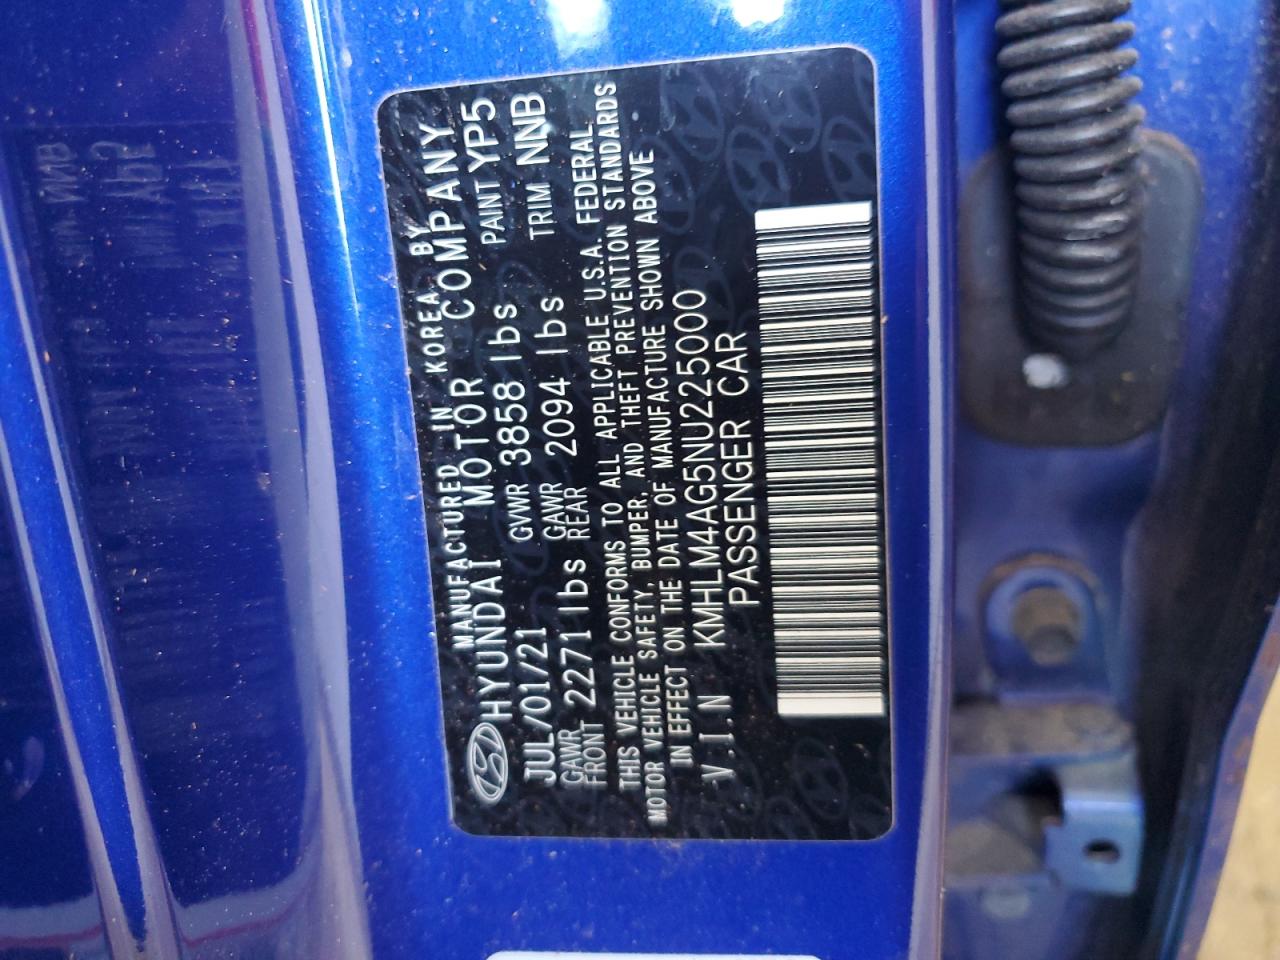 MANUFACTURED IN KOREA BY
HYUNDAI MOTOR COMPANY
JUL/01/21 GVWR 3858 lbs PAINT YP5
GAWR FRONT 2271 lbs GAWR REAR 2094 lbs TRIM NNB
THIS VEHICLE CONFORMS TO ALL APPLICABLE U.S.A. FEDERAL
MOTOR VEHICLE SAFETY, BUMPER, AND THEFT PREVENTION STANDARDS
IN EFFECT ON THE DATE OF MANUFACTURE SHOWN ABOVE
V.I.N KMHLM4AG5NU225000
PASSENGER CAR